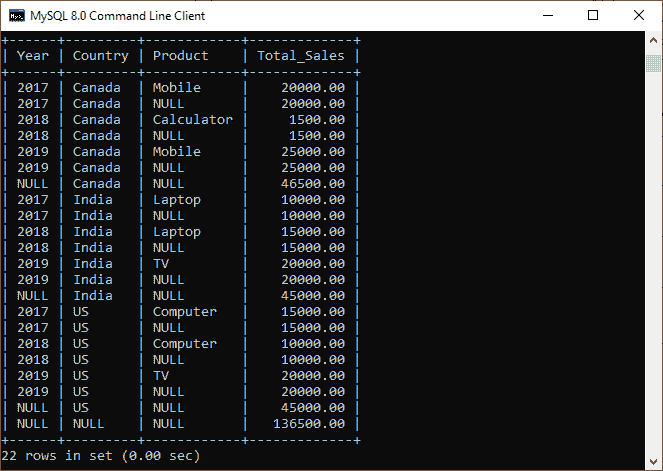 MySQL 8.0 Command Line Client
+------+---------+------------+-------------+
| Year | Country | Product    | Total_Sales |
+------+---------+------------+-------------+
| 2017 | Canada  | Mobile     |    20000.00 |
| 2017 | Canada  | NULL       |    20000.00 |
| 2018 | Canada  | Calculator |     1500.00 |
| 2018 | Canada  | NULL       |     1500.00 |
| 2019 | Canada  | Mobile     |    25000.00 |
| 2019 | Canada  | NULL       |    25000.00 |
| NULL | Canada  | NULL       |    46500.00 |
| 2017 | India   | Laptop     |    10000.00 |
| 2017 | India   | NULL       |    10000.00 |
| 2018 | India   | Laptop     |    15000.00 |
| 2018 | India   | NULL       |    15000.00 |
| 2019 | India   | TV         |    20000.00 |
| 2019 | India   | NULL       |    20000.00 |
| NULL | India   | NULL       |    45000.00 |
| 2017 | US      | Computer   |    15000.00 |
| 2017 | US      | NULL       |    15000.00 |
| 2018 | US      | Computer   |    10000.00 |
| 2018 | US      | NULL       |    10000.00 |
| 2019 | US      | TV         |    20000.00 |
| 2019 | US      | NULL       |    20000.00 |
| NULL | US      | NULL       |    45000.00 |
| NULL | NULL    | NULL       |   136500.00 |
+------+---------+------------+-------------+
22 rows in set (0.00 sec)